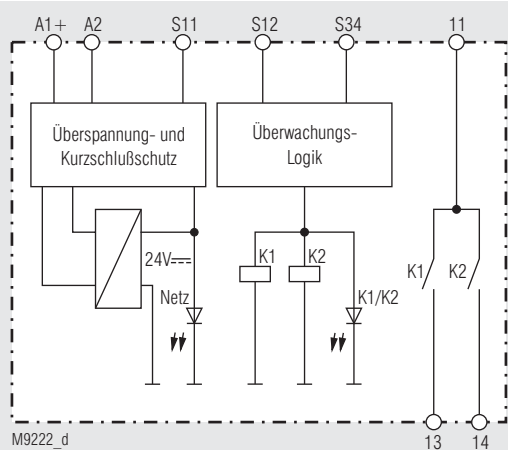 A1+ A2 S11 S12 S34 11
Überspannung- und
Kurzschlußschutz
Überwachungs-
Logik
24V
K1 K2
K1 K2
Netz
K1/K2
M9222_d
13 14